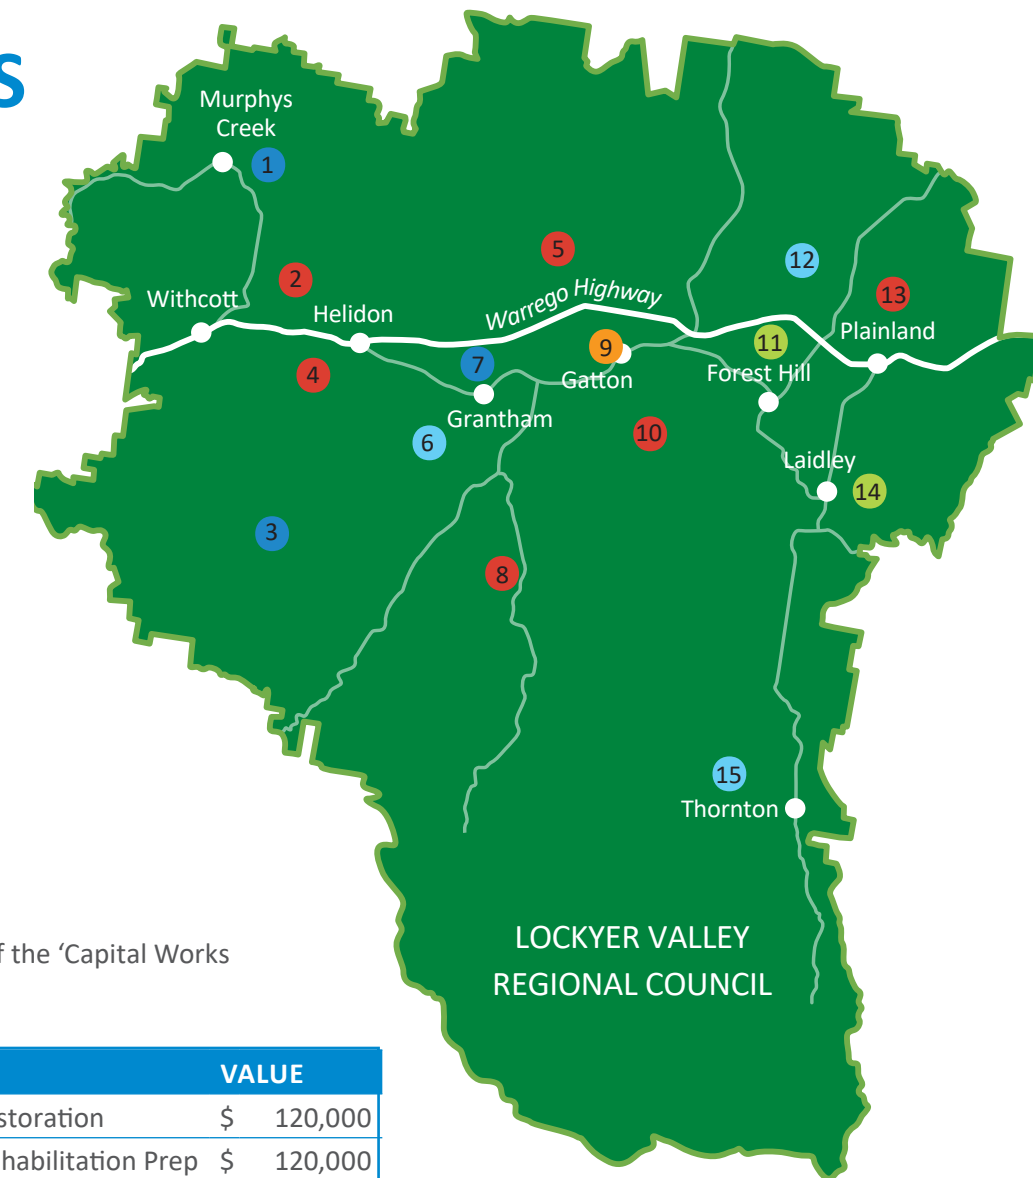 S
Murphys
Creek
1
5
12
2
13
Withcott
Helidon
Warrego Highway
Plainland
11
9
7
4
Gatton
Forest Hill
Grantham
10
6
Laidley
14
3
8
15
Thornton
LOCKYER VALLEY
REGIONAL COUNCIL
f the ‘Capital Works
VALUE
storation $ 120,000
habilitation Prep $ 120,000